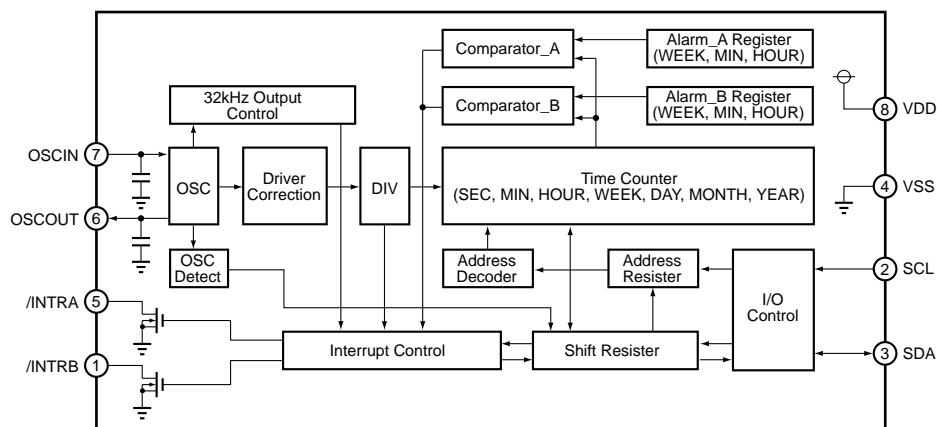 Comparator_A
Alarm_A Register
(WEEK, MIN, HOUR)
32kHz Output
Control
Comparator_B
Alarm_B Register
(WEEK, MIN, HOUR)
8
VDD
OSCIN
7
OSC
Driver
Correction
DIV
Time Counter
(SEC, MIN, HOUR, WEEK, DAY, MONTH, YEAR)
4
VSS
OSCOUT
6
OSC
Detect
Address
Decoder
Address
Resister
I/O
Control
2
SCL
/INTRA
5
Interrupt Control
Shift Resister
3
SDA
/INTRB
1